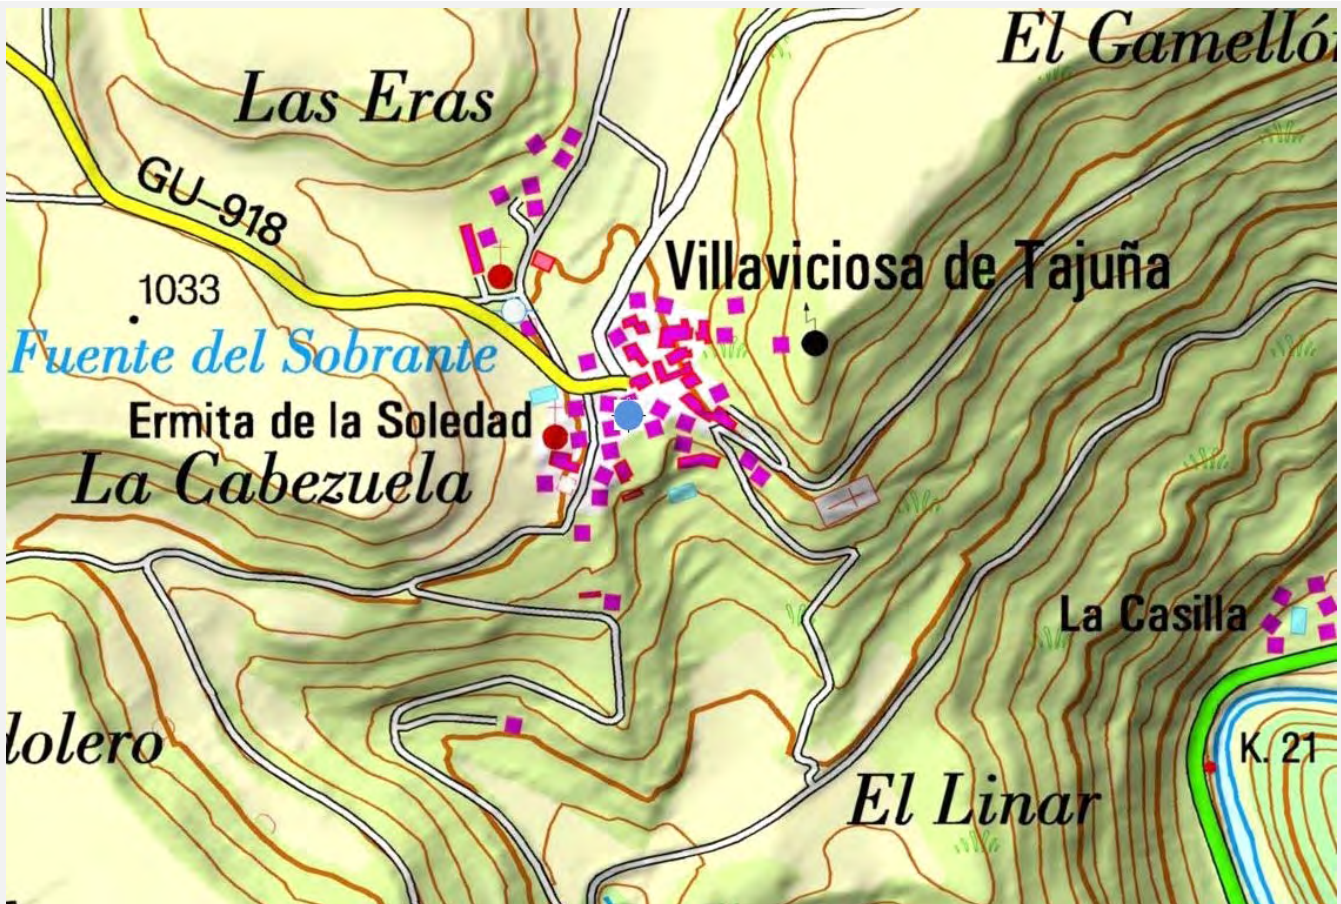 El Gamelló
Las Eras
GU-918
Villaviciosa de Tajuña
1033
Fuente del Sobrante
Ermita de la Soledad
La Cabezuela
La Casilla
dolero
K. 21
El Linar